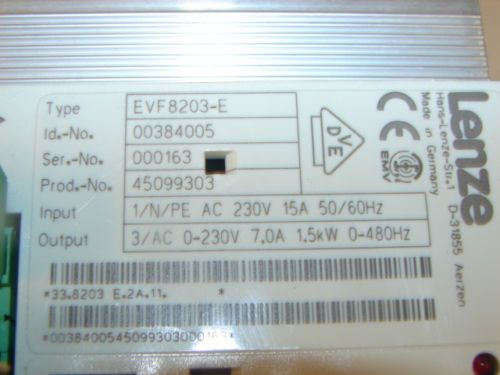 Type EVF8203-E
Id.-No. 00384005
Ser.-No. 000163
Prod.-No. 45099303
Input 1/N/PE AC 230V 15A 50/60Hz
Output 3/AC 0-230V 7.0A 1.5kW 0-480Hz
*33.8203 E.2A.11. *
*0038400545099303000163*
DVE
EMV
Lenze
Hans-Lenze-Str.1 D-31855 Aerzen
Made in Germany